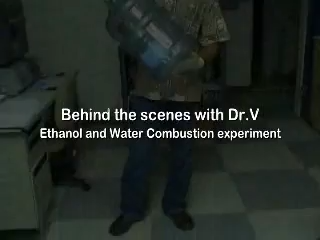 Behind the scenes with Dr.V
Ethanol and Water Combustion experiment